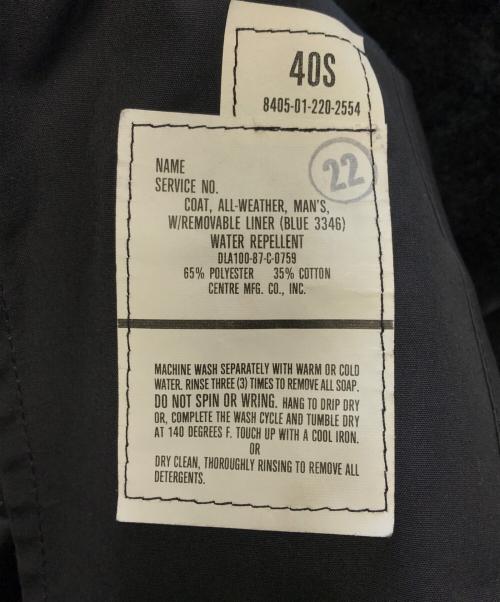 40S
8405-01-220-2554
22
NAME
SERVICE NO.
COAT, ALL-WEATHER, MAN'S,
W/REMOVABLE LINER (BLUE 3346)
WATER REPELLENT
DLA100-87-C-0759
65% POLYESTER 35% COTTON
CENTRE MFG. CO., INC.
MACHINE WASH SEPARATELY WITH WARM OR COLD
WATER. RINSE THREE (3) TIMES TO REMOVE ALL SOAP.
DO NOT SPIN OR WRING. HANG TO DRIP DRY
OR, COMPLETE THE WASH CYCLE AND TUMBLE DRY
AT 140 DEGREES F. TOUCH UP WITH A COOL IRON.
OR
DRY CLEAN, THOROUGHLY RINSING TO REMOVE ALL
DETERGENTS.